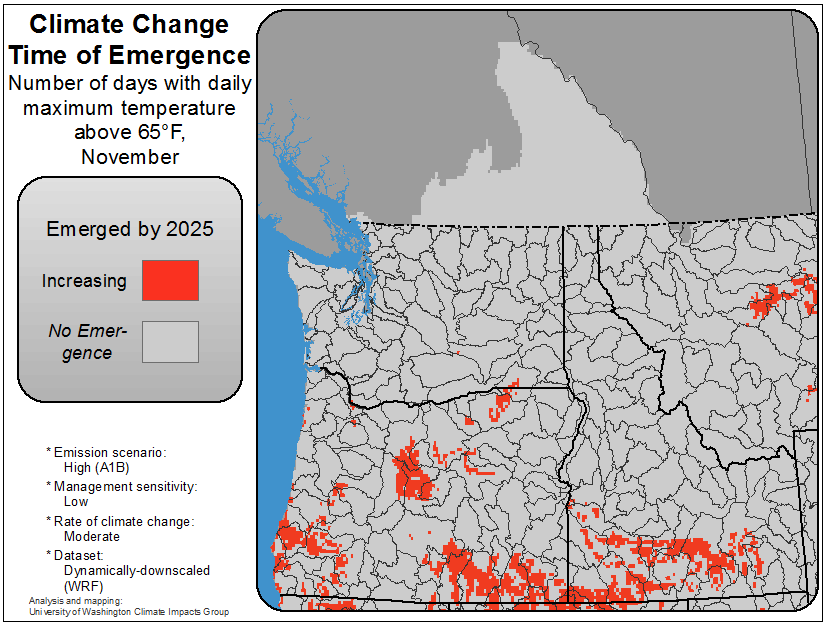 Climate Change
Time of Emergence
Number of days with daily
maximum temperature
above 65°F,
November
Emerged by 2025
Increasing
No Emer-
gence
* Emission scenario:
High (A1B)
* Management sensitivity:
Low
* Rate of climate change:
Moderate
* Dataset:
Dynamically-downscaled
(WRF)
Analysis and mapping:
University of Washington Climate Impacts Group